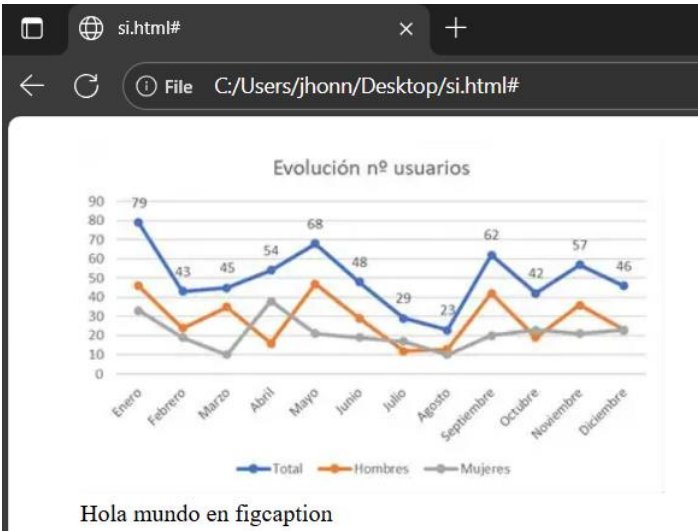 si.html#
File C:/Users/jhonn/Desktop/si.html#
Evolución nº usuarios
90
80
70
60
50
40
30
20
10
0
79
43
45
54
68
48
29
23
62
42
57
46
Enero
Febrero
Marzo
Abril
Mayo
Junio
Julio
Agosto
Septiembre
Octubre
Noviembre
Diciembre
Total Hombres Mujeres
Hola mundo en figcaption